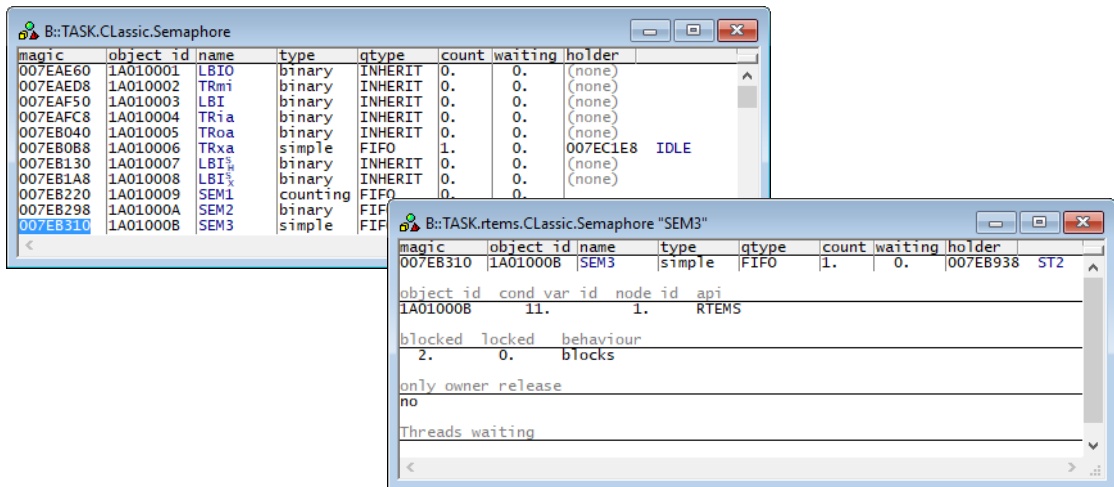 B::TASK.CLassic.Semaphore
magic object id name type qtype count waiting holder
007EAE60 1A010001 LBIO binary INHERIT 0. 0. (none)
007EAED8 1A010002 TRmi binary INHERIT 0. 0. (none)
007EAF50 1A010003 LBI binary INHERIT 0. 0. (none)
007EAFC8 1A010004 TRia binary INHERIT 0. 0. (none)
007EB040 1A010005 TRoa binary INHERIT 0. 0. (none)
007EB0B8 1A010006 TRxa simple FIFO 1. 0. 007EC1E8 IDLE
007EB130 1A010007 LBI binary INHERIT 0. 0. (none)
007EB1A8 1A010008 LBI binary INHERIT 0. 0. (none)
007EB220 1A010009 SEM1 counting FIFO 0. 0.
007EB298 1A01000A SEM2 binary FIF
007EB310 1A01000B SEM3 simple FIF
B::TASK.rtems.CLassic.Semaphore "SEM3"
magic object id name type qtype count waiting holder
007EB310 1A01000B SEM3 simple FIFO 1. 0. 007EB938 ST2
object id cond var id node id api
1A01000B 11. 1. RTEMS
blocked locked behaviour
2. 0. blocks
only owner release
no
Threads waiting